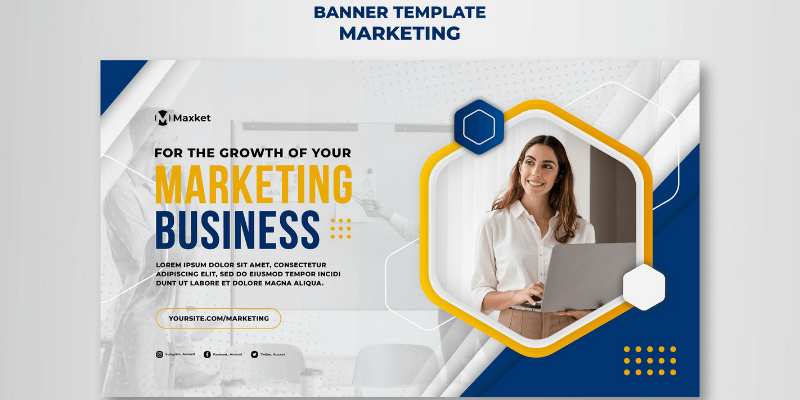 BANNER TEMPLATE
MARKETING
Maxket
FOR THE GROWTH OF YOUR
MARKETING
BUSINESS
LOREM IPSUM DOLOR SIT AMET, CONSECTETUR
ADIPISCING ELIT, SED DO EIUSMOD TEMPOR INCIDI
DUNT UT LABORE ET DOLORE MAGNA ALIQUA.
YOURSITE.COM/MARKETING
Instagram_Account Facebook_Account Twitter_Account